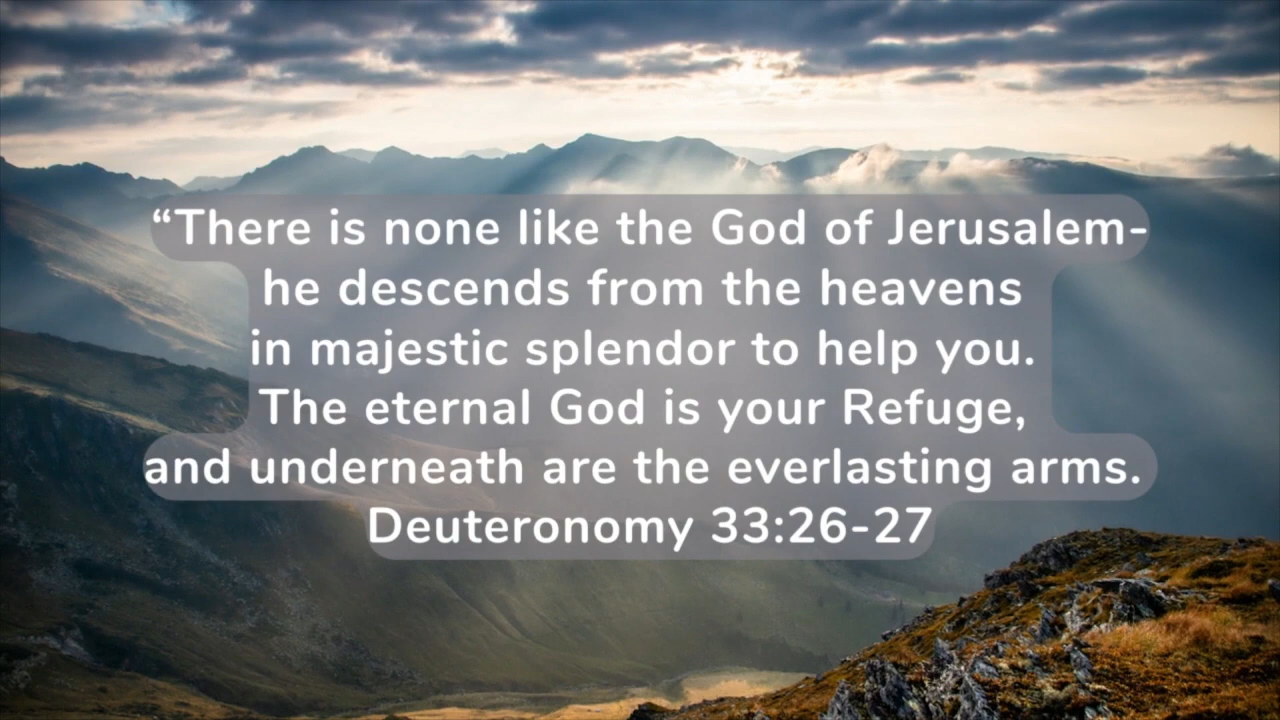 “There is none like the God of Jerusalem-
he descends from the heavens
in majestic splendor to help you.
The eternal God is your Refuge,
and underneath are the everlasting arms.
Deuteronomy 33:26-27